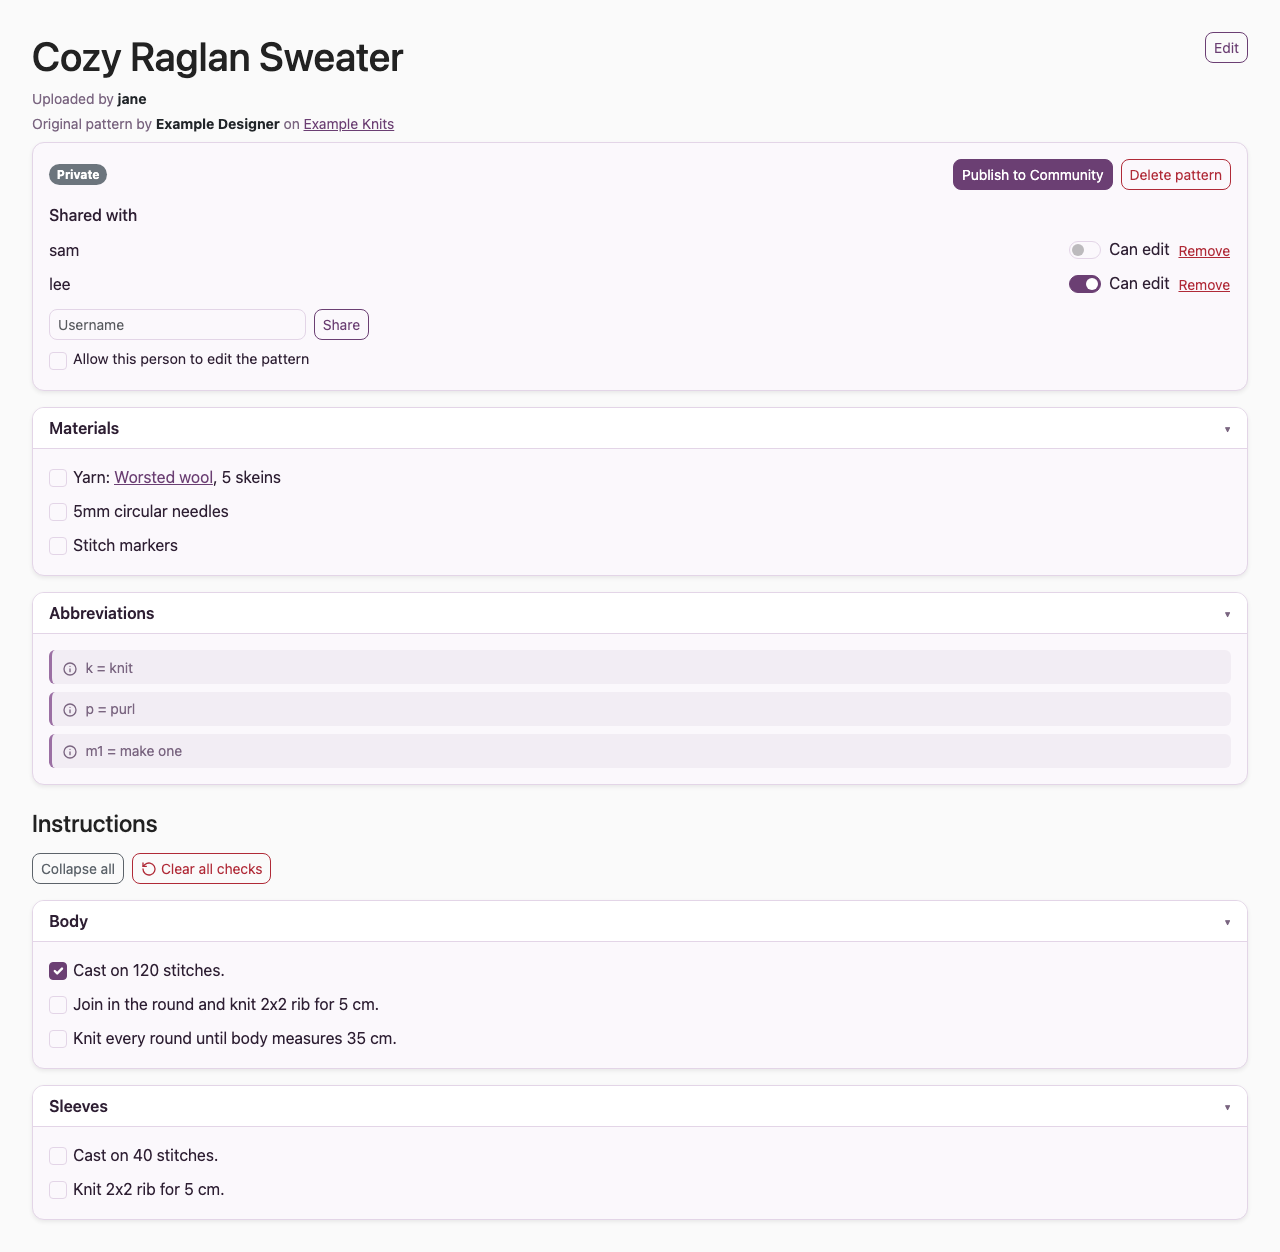 Cozy Raglan Sweater
Edit
Uploaded by jane
Original pattern by Example Designer on Example Knits
Private
Publish to Community
Delete pattern
Shared with
sam
Can edit
Remove
lee
Can edit
Remove
Username
Share
Allow this person to edit the pattern
Materials
Yarn: Worsted wool, 5 skeins
5mm circular needles
Stitch markers
Abbreviations
k = knit
p = purl
m1 = make one
Instructions
Collapse all
Clear all checks
Body
Cast on 120 stitches.
Join in the round and knit 2x2 rib for 5 cm.
Knit every round until body measures 35 cm.
Sleeves
Cast on 40 stitches.
Knit 2x2 rib for 5 cm.